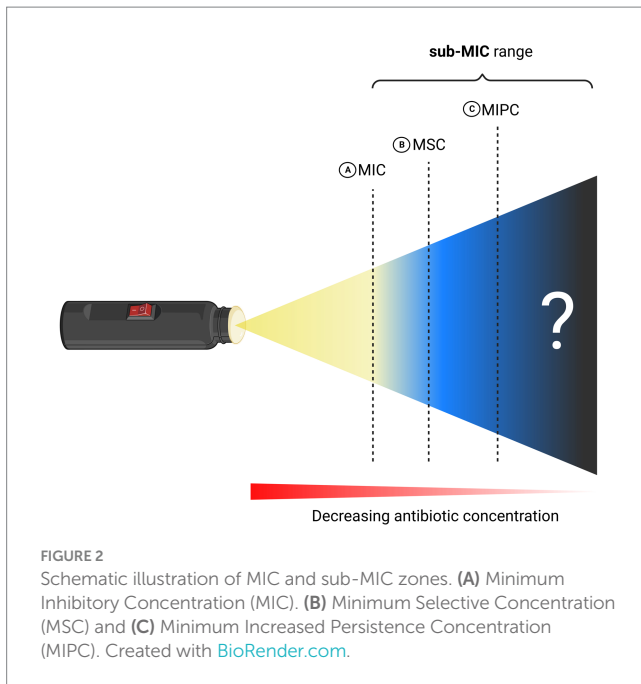 sub-MIC range
C MIPC
B MSC
A MIC
?
Decreasing antibiotic concentration
FIGURE 2
Schematic illustration of MIC and sub-MIC zones. (A) Minimum
Inhibitory Concentration (MIC). (B) Minimum Selective Concentration
(MSC) and (C) Minimum Increased Persistence Concentration
(MIPC). Created with BioRender.com.